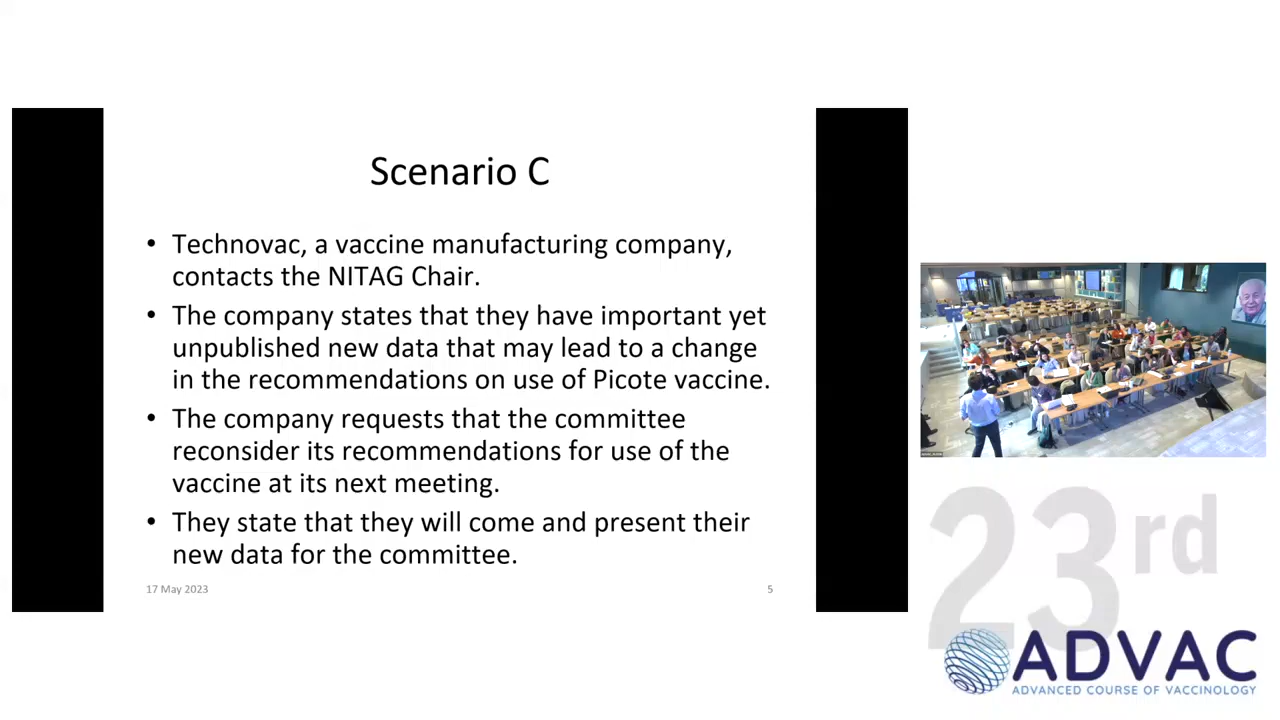 Scenario C
• Technovac, a vaccine manufacturing company,
contacts the NITAG Chair.
• The company states that they have important yet
unpublished new data that may lead to a change
in the recommendations on use of Picote vaccine.
• The company requests that the committee
reconsider its recommendations for use of the
vaccine at its next meeting.
• They state that they will come and present their
new data for the committee.
17 May 2023
5
23rd
ADVAC
ADVANCED COURSE OF VACCINOLOGY